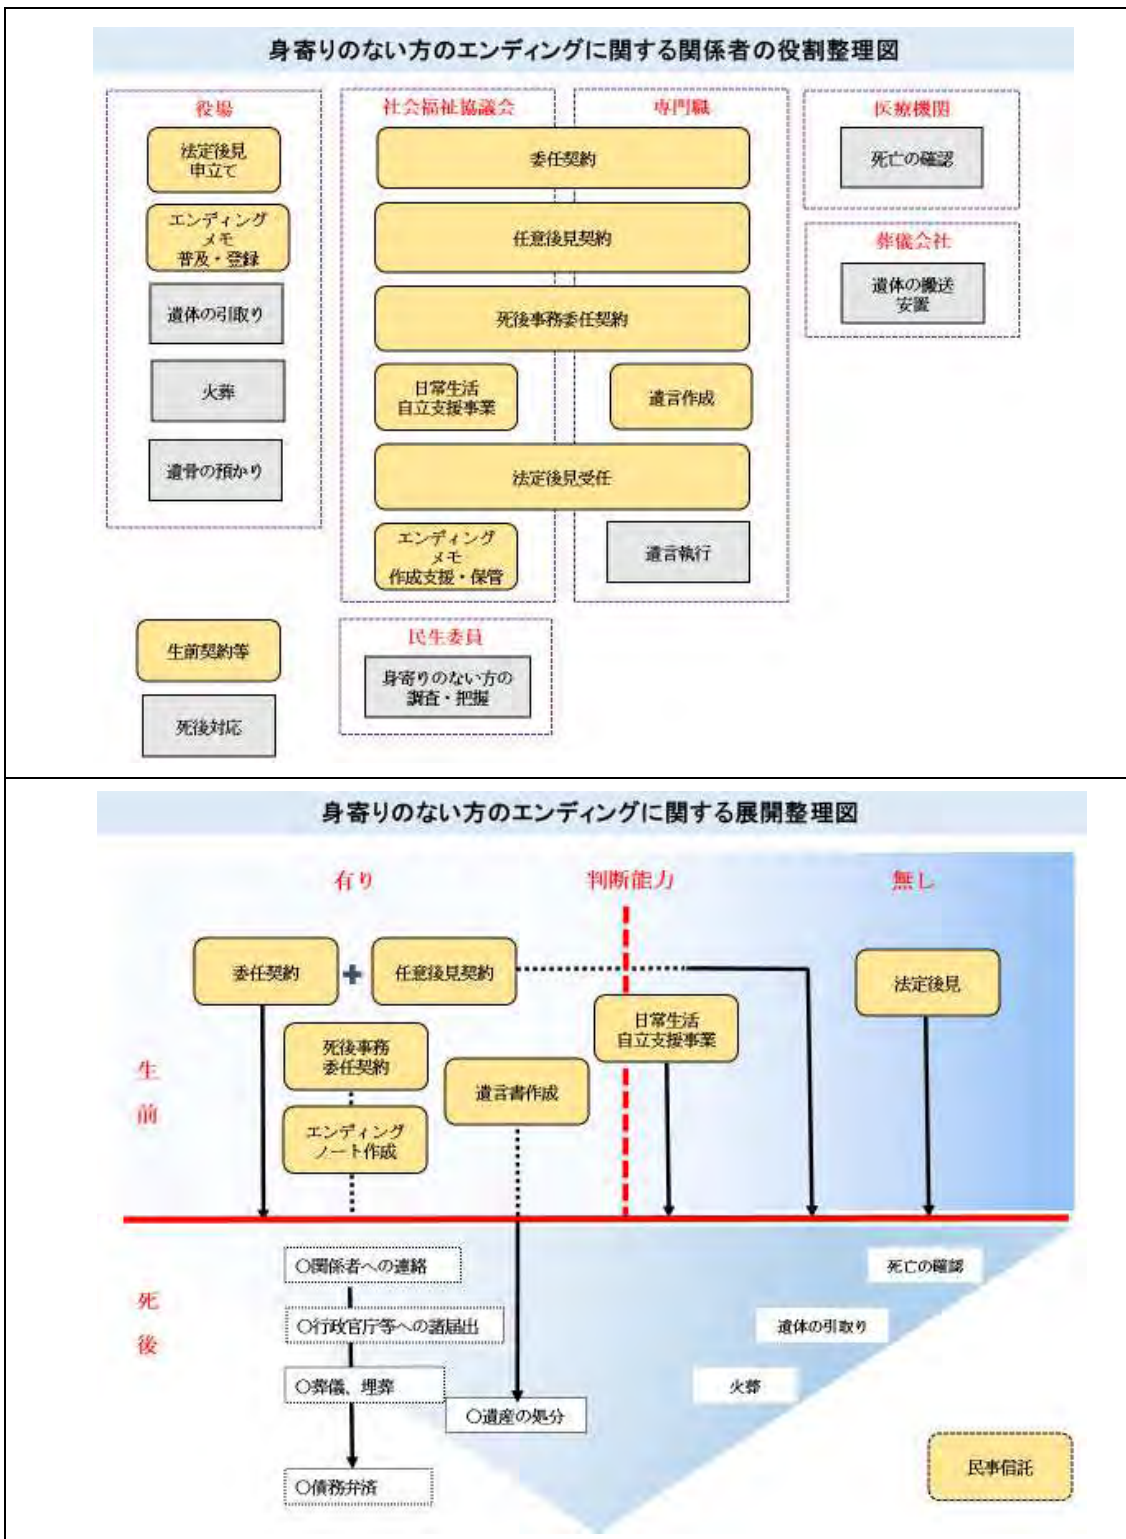 身寄りのない方のエンディングに関する関係者の役割整理図
役場
法定後見
申立て
エンディング
メモ
普及・登録
遺体の引取り
火葬
遺骨の預かり
社会福祉協議会
専門職
委任契約
任意後見契約
死後事務委任契約
日常生活
自立支援事業
遺言作成
法定後見受任
エンディング
メモ
作成支援・保管
遺言執行
医療機関
死亡の確認
葬儀会社
遺体の搬送
安置
生前契約等
死後対応
民生委員
身寄りのない方の
調査・把握
身寄りのない方のエンディングに関する展開整理図
有り
判断能力
無し
生前
委任契約
任意後見契約
法定後見
日常生活
自立支援事業
死後事務
委任契約
遺言書作成
エンディング
ノート作成
死後
〇関係者への連絡
〇行政官庁等への諸届出
〇葬儀、埋葬
〇債務弁済
〇遺産の処分
死亡の確認
遺体の引取り
火葬
民事信託